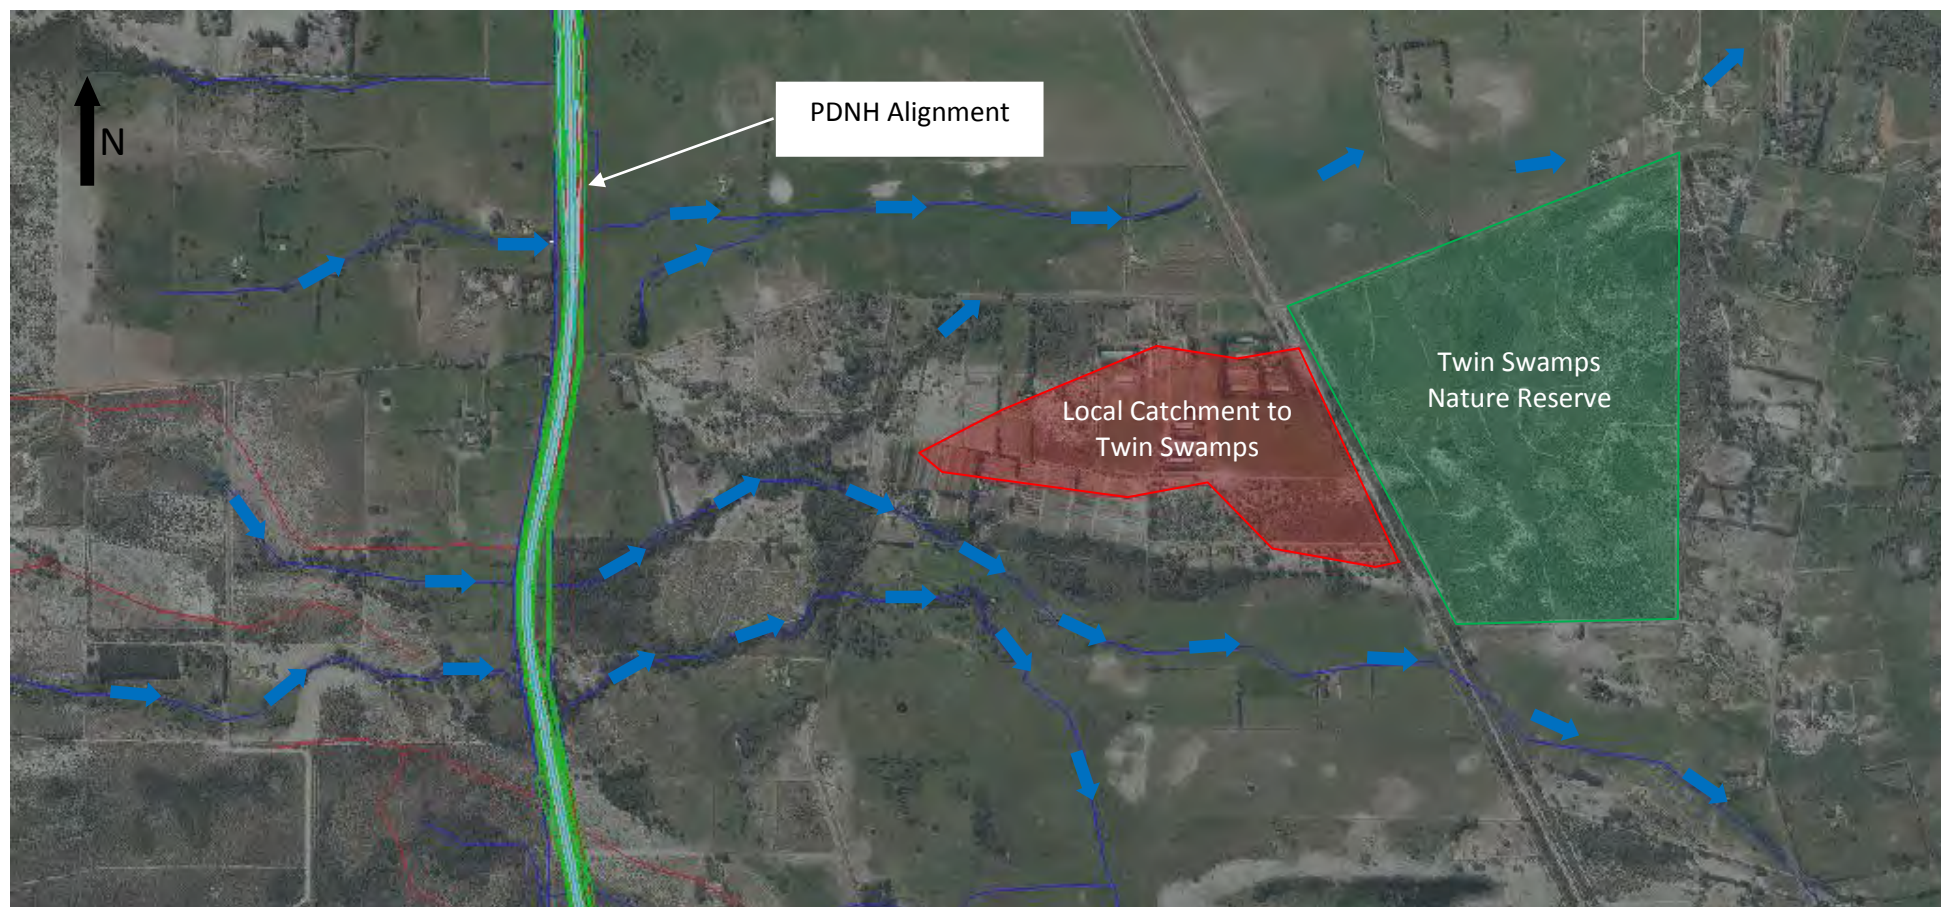 PDNH Alignment
N
Twin Swamps
Nature Reserve
Local Catchment to
Twin Swamps